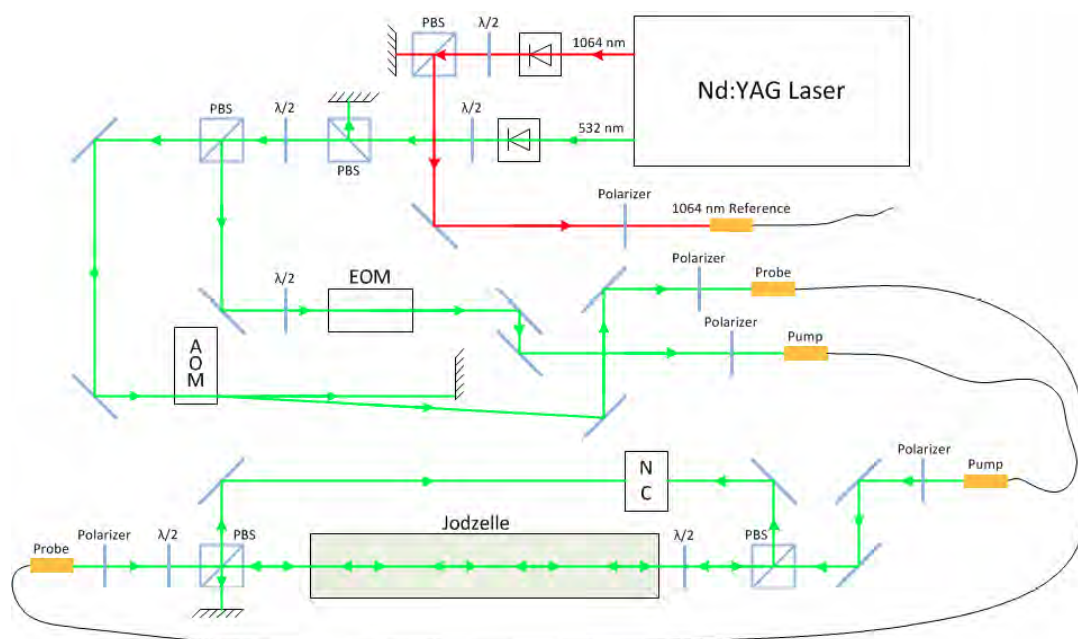 PBS
λ/2
1064 nm
Nd:YAG Laser
PBS
λ/2
λ/2
532 nm
PBS
Polarizer
1064 nm Reference
λ/2
EOM
Polarizer
Probe
Polarizer
Pump
A
O
M
Polarizer
Pump
N
C
Jodzelle
Probe
Polarizer
λ/2
PBS
λ/2
PBS